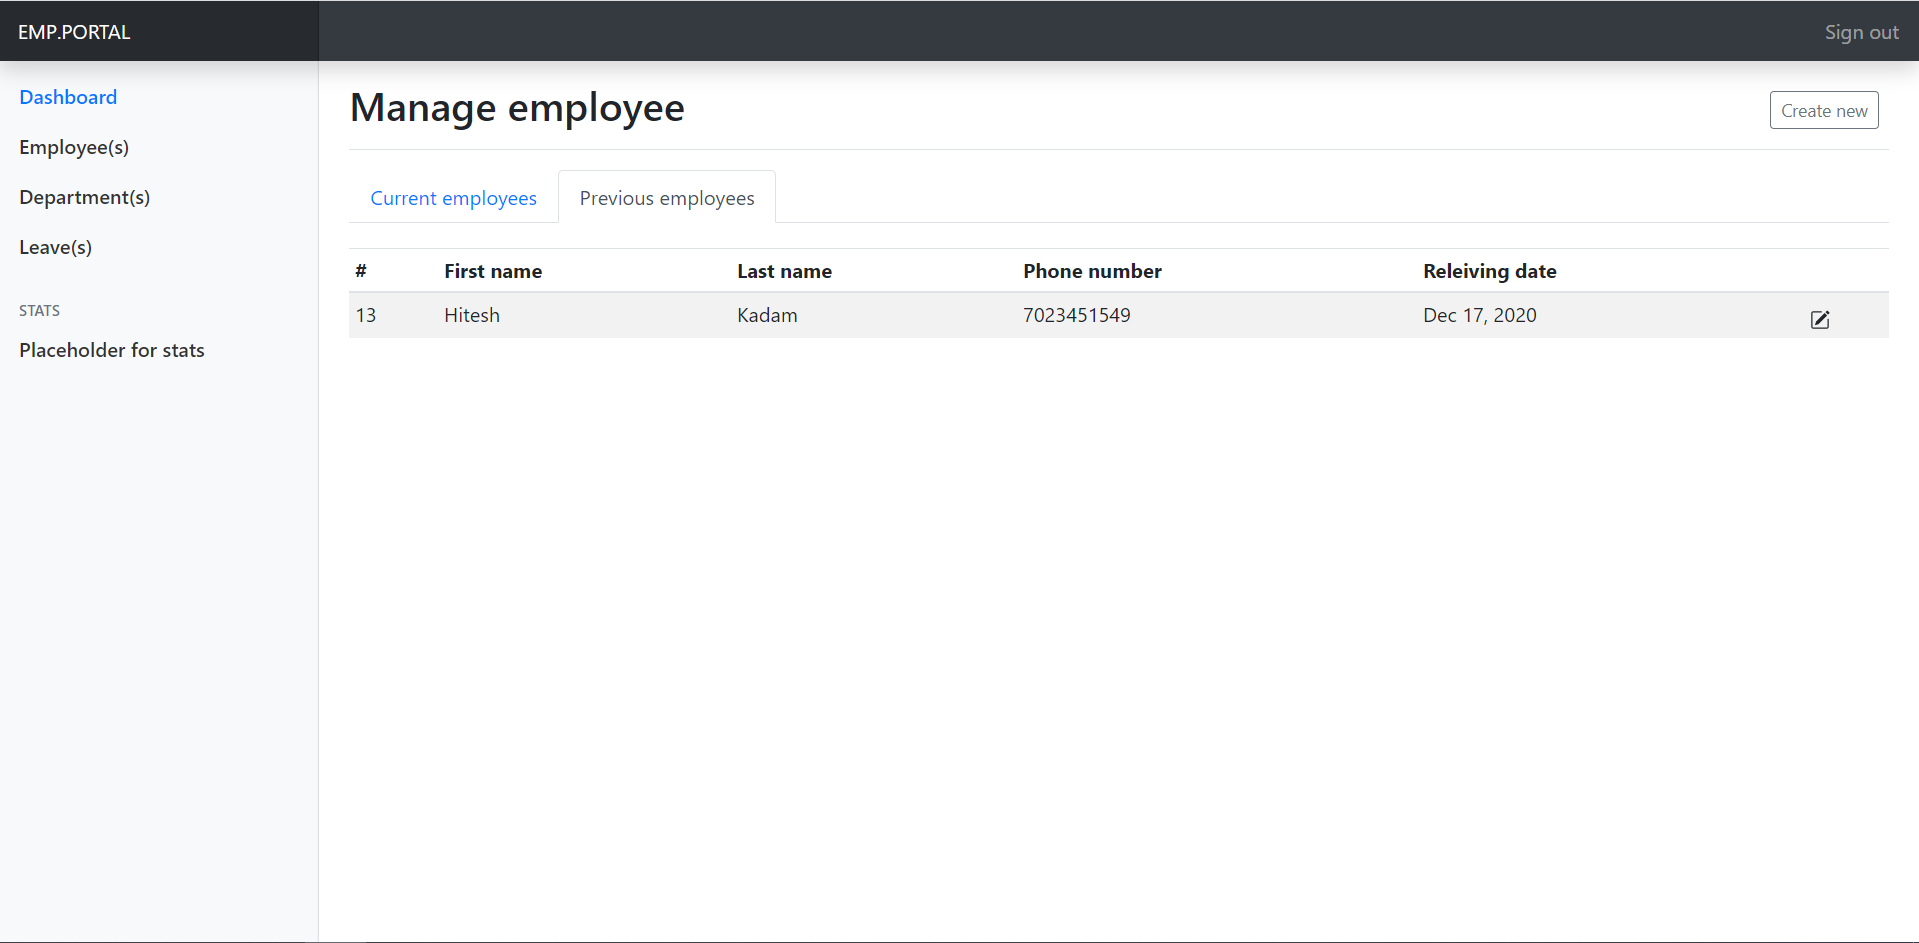 EMP.PORTAL
Sign out
Dashboard
Employee(s)
Department(s)
Leave(s)
STATS
Placeholder for stats
Manage employee
Create new
Current employees Previous employees
# First name Last name Phone number Releiving date
13 Hitesh Kadam 7023451549 Dec 17, 2020